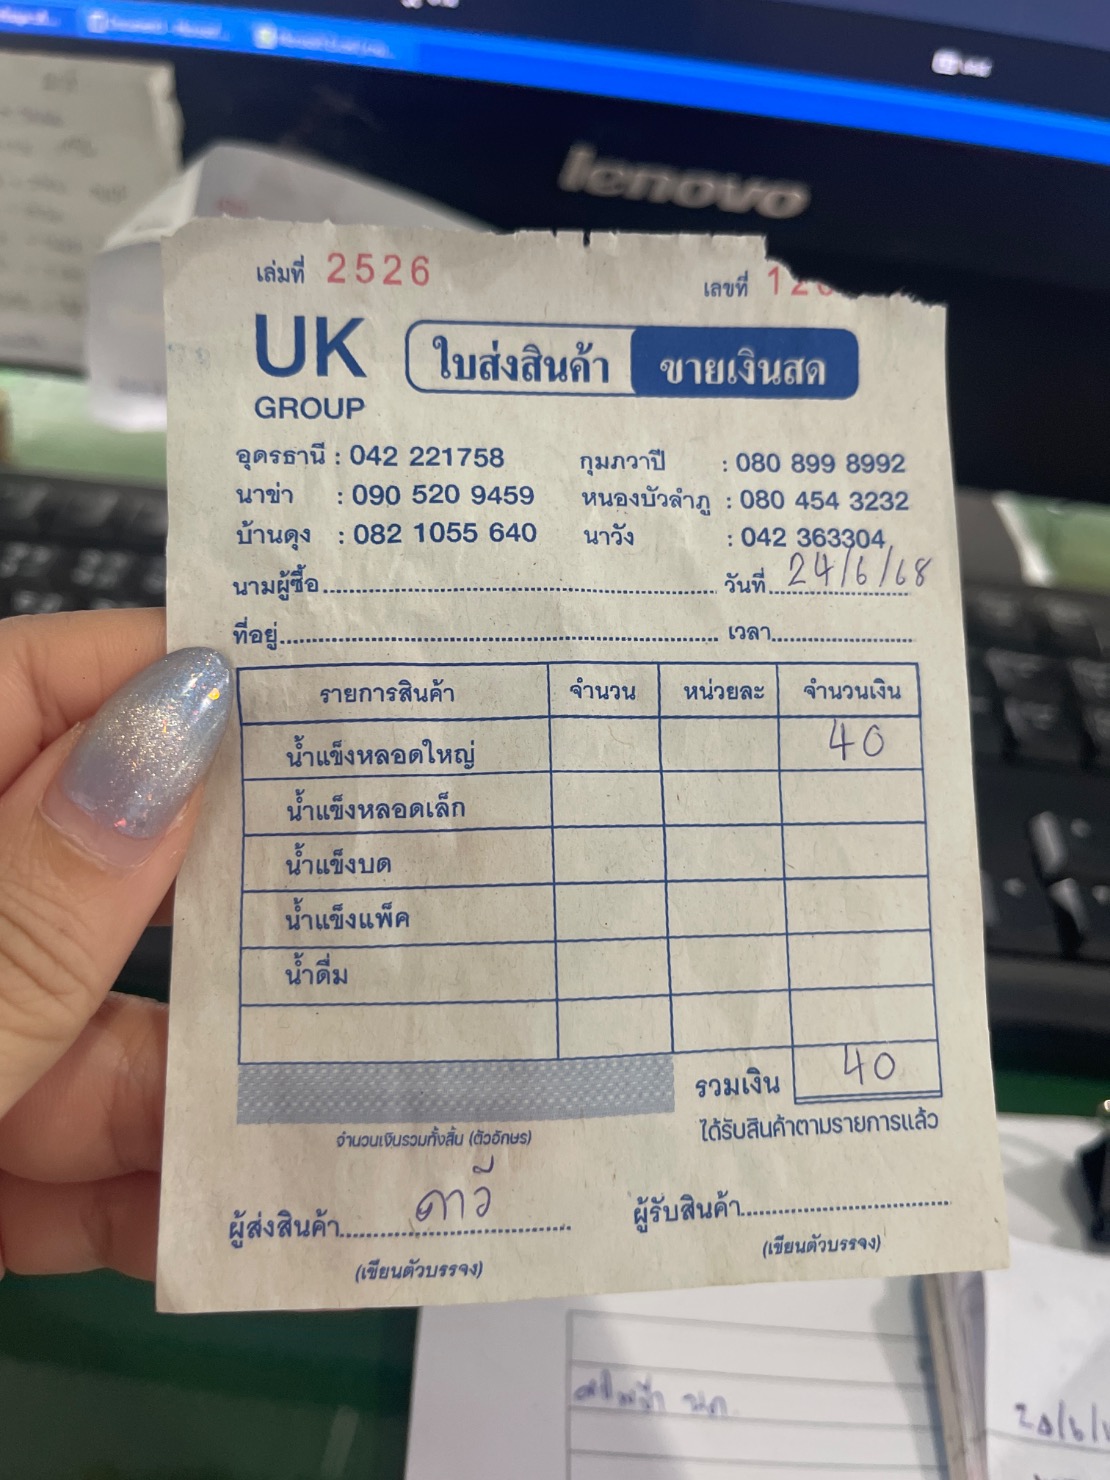 lenovo
เล่มที่ 2526 เลขที่
UK GROUP ใบส่งสินค้า ขายเงินสด
อุดรธานี : 042 221758 กุมภวาปี : 080 899 8992
นาข่า : 090 520 9459 หนองบัวลำภู : 080 454 3232
บ้านดุง : 082 1055 640 นาวัง : 042 363304
นามผู้ซื้อ วันที่ 24/6/68
ที่อยู่ เวลา
รายการสินค้า จำนวน หน่วยละ จำนวนเงิน
น้ำแข็งหลอดใหญ่ 40
น้ำแข็งหลอดเล็ก
น้ำแข็งบด
น้ำแข็งแพ็ค
น้ำดื่ม
รวมเงิน 40
จำนวนเงินรวมทั้งสิ้น (ตัวอักษร) ได้รับสินค้าตามรายการแล้ว
ผู้ส่งสินค้า ดาวี ผู้รับสินค้า
(เขียนตัวบรรจง) (เขียนตัวบรรจง)